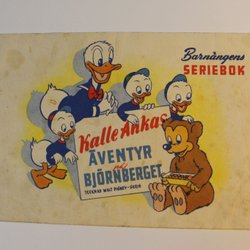 Barnängens
SERIEBOK
Kalle Ankas
ÄVENTYR
på
BJÖRNBERGET
TECKNAD WALT DISNEY-SERIE